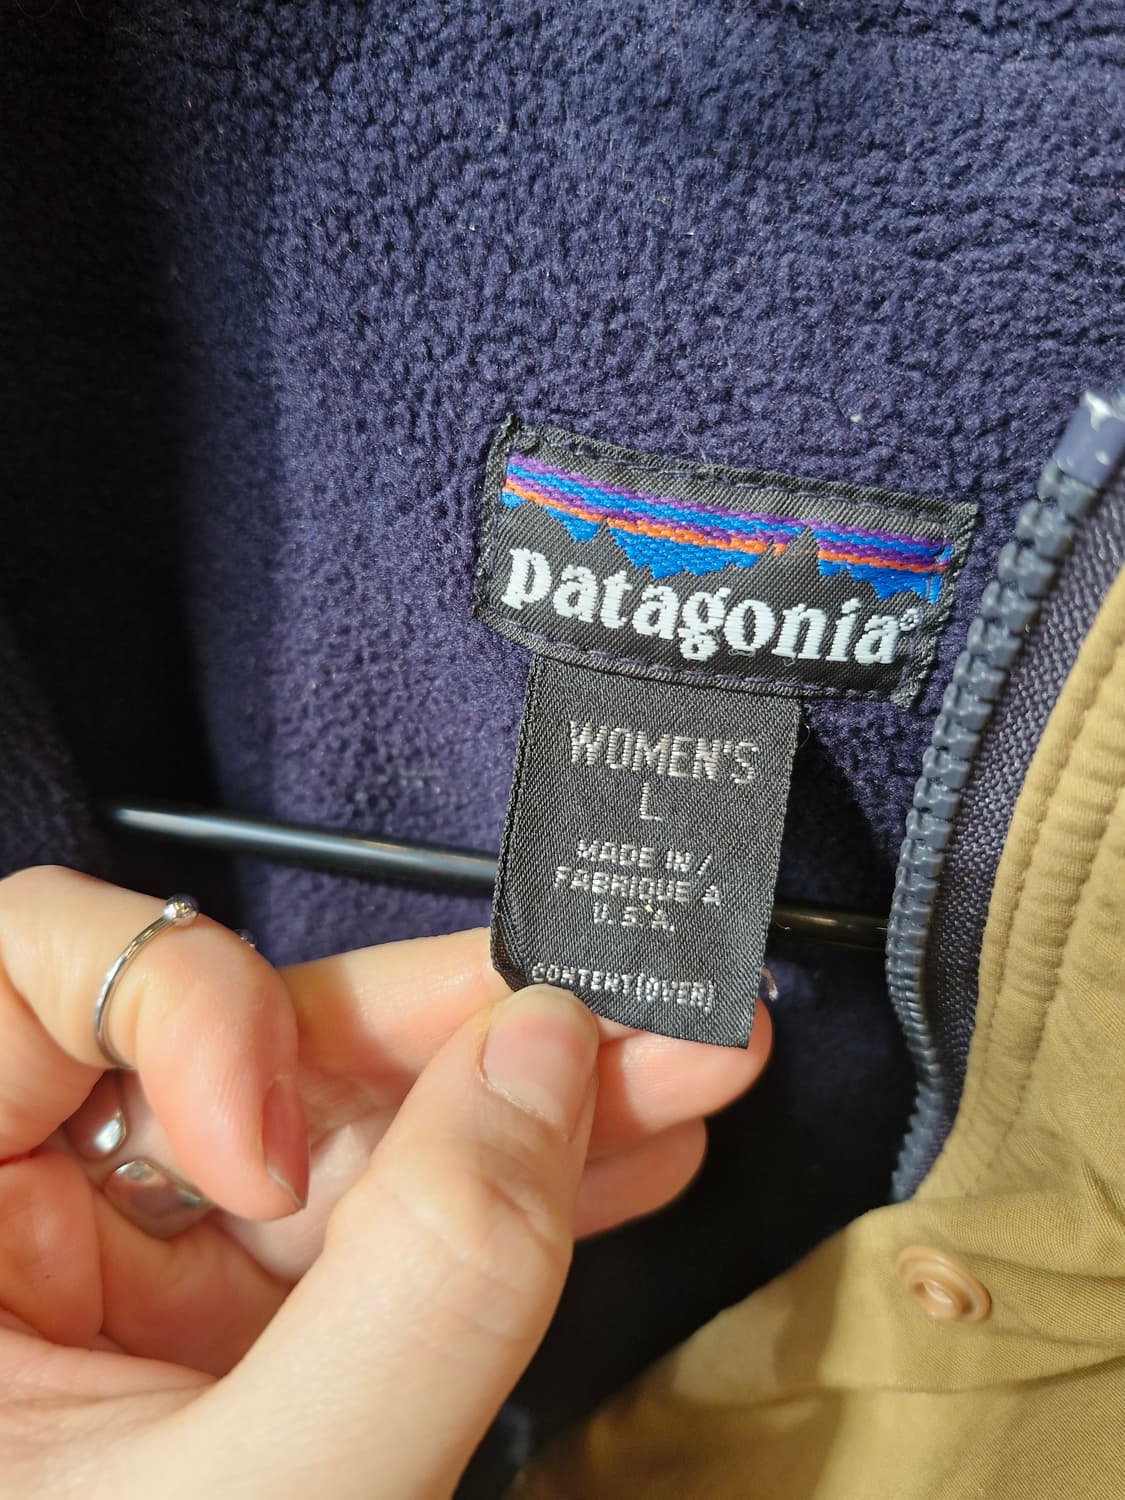 patagonia®
WOMEN'S
L
MADE IN/
FABRIQUE A
U.S.A.
CONTENT(OVER)